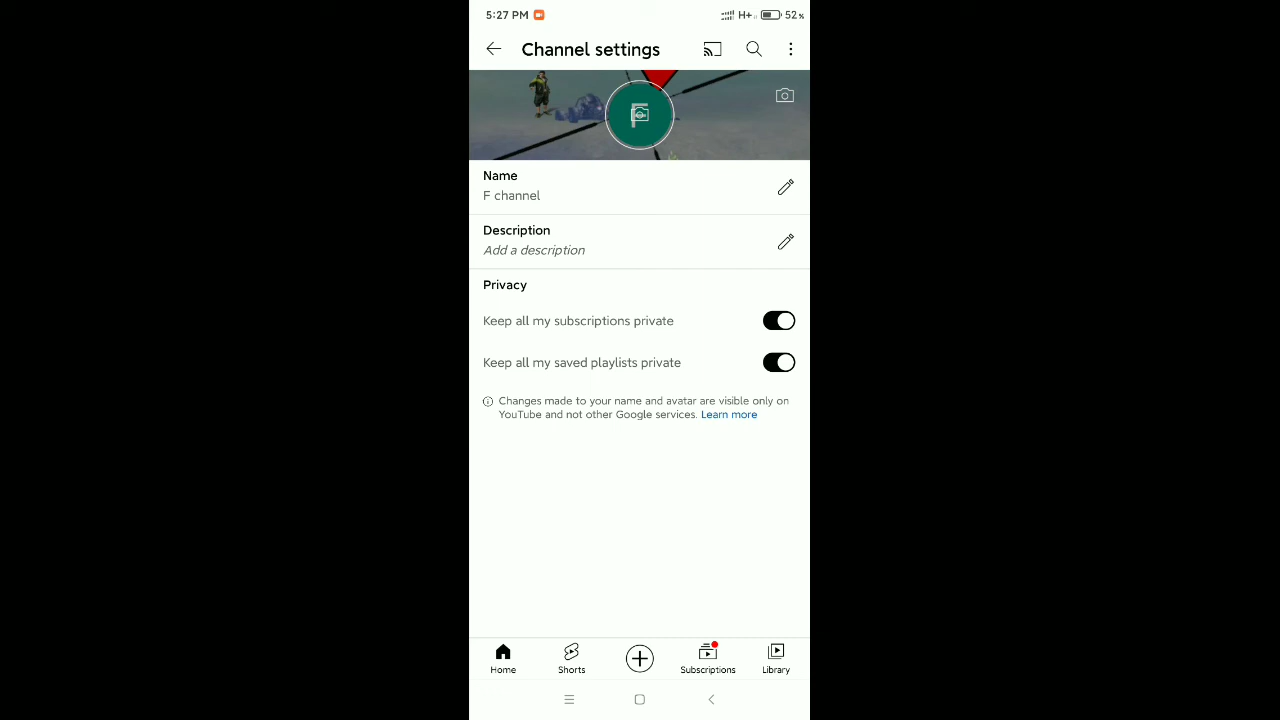 5:27 PM H+ 52%
Channel settings
F
Name
F channel
Description
Add a description
Privacy
Keep all my subscriptions private
Keep all my saved playlists private
Changes made to your name and avatar are visible only on
YouTube and not other Google services. Learn more
Home Shorts Subscriptions Library